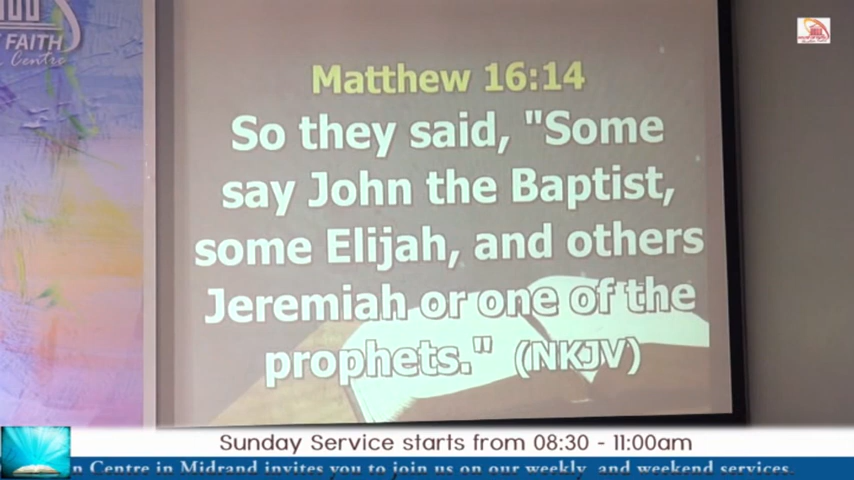 FAITH
Centre
Matthew 16:14
So they said, "Some
say John the Baptist,
some Elijah, and others
Jeremiah or one of the
prophets." (NKJV)
Sunday Service starts from 08:30 - 11:00am
n Centre in Midrand invites you to join us on our weekly and weekend services.